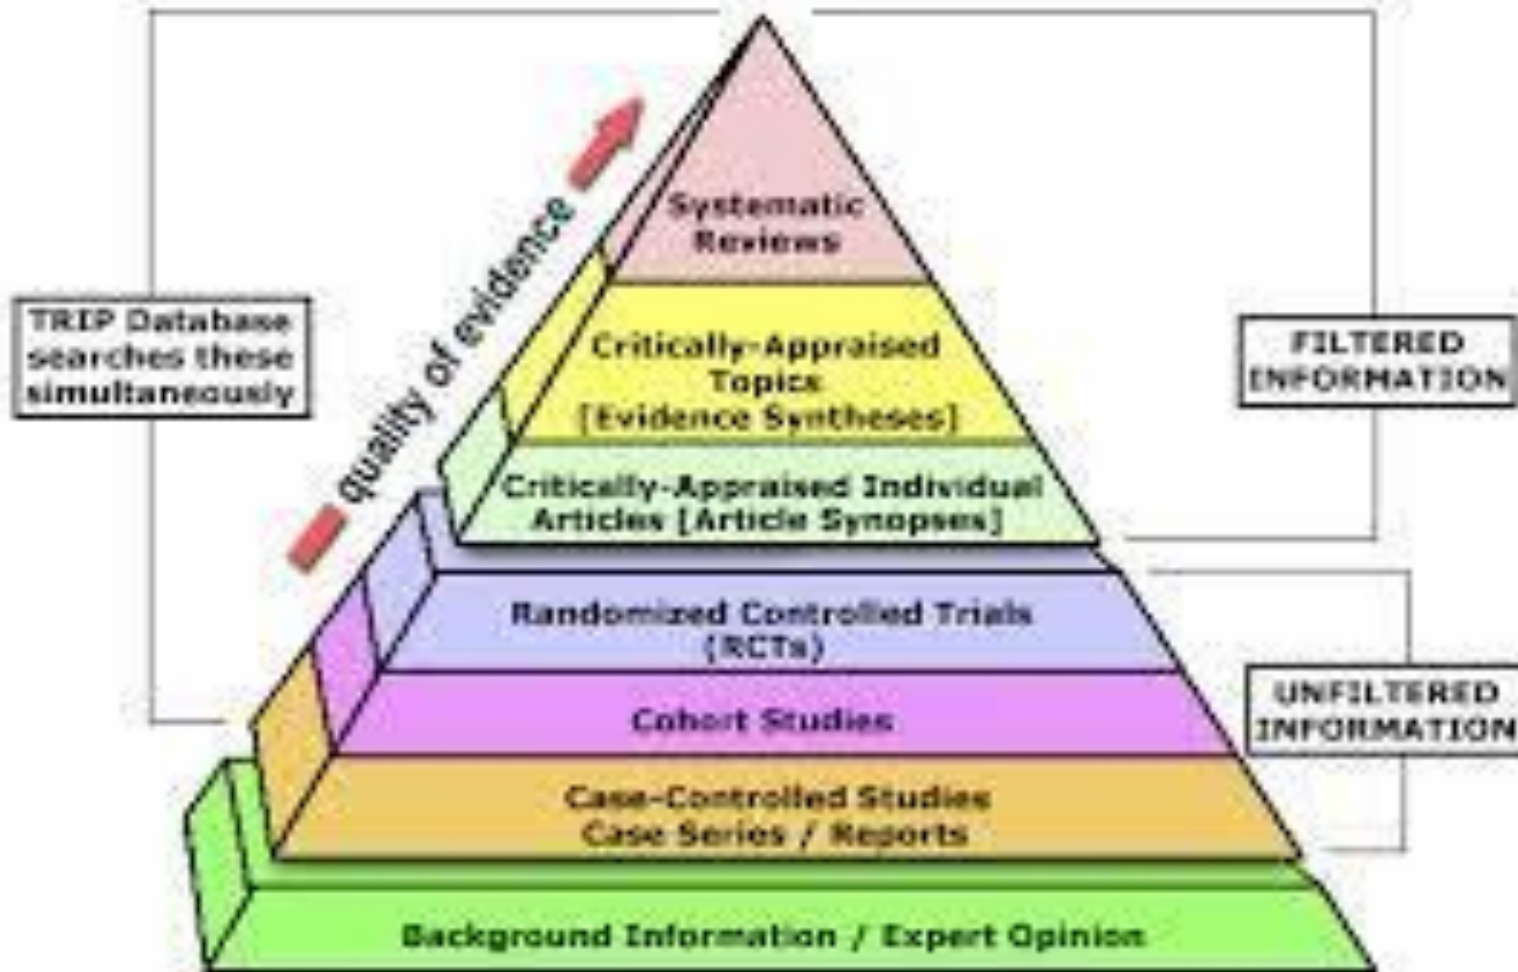 Systematic
Reviews
quality of evidence
TRIP Database
searches these
simultaneously
Critically-Appraised
Topics
[Evidence Syntheses]
FILTERED
INFORMATION
Critically-Appraised Individual
Articles [Article Synopses]
Randomized Controlled Trials
(RCTs)
Cohort Studies
UNFILTERED
INFORMATION
Case-Controlled Studies
Case Series / Reports
Background Information / Expert Opinion